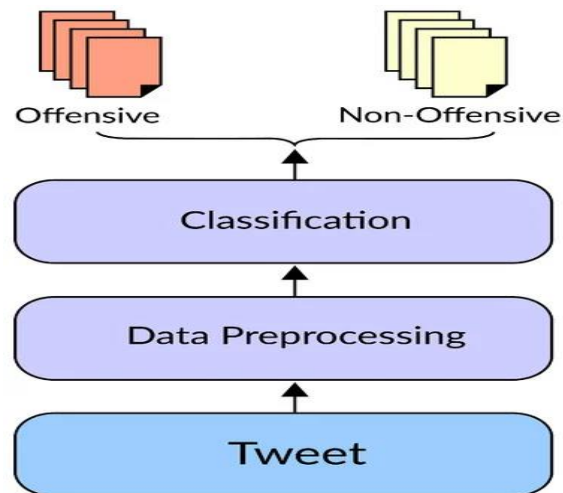 Offensive
Non-Offensive
Classification
Data Preprocessing
Tweet